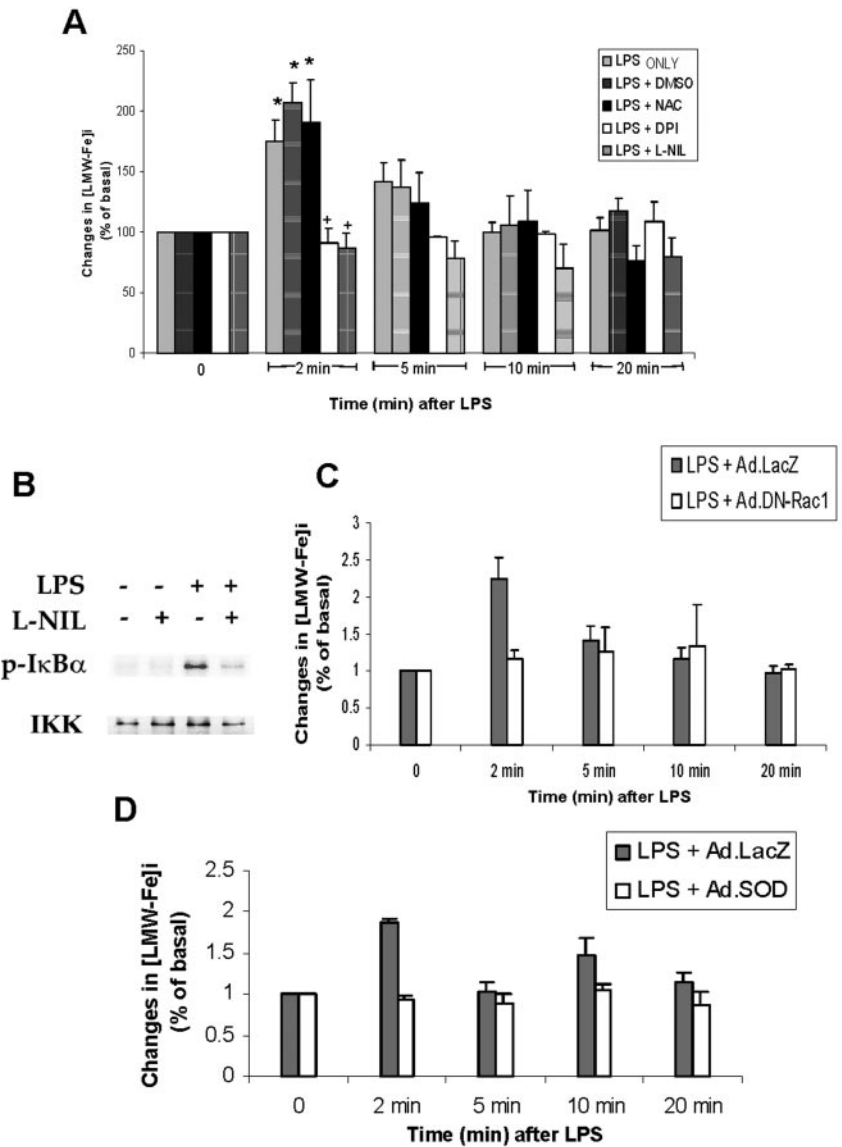 A
250
200
150
100
50
0
Changes in [LMW-Fe]i
(% of basal)
* * *
+ +
LPS ONLY
LPS + DMSO
LPS + NAC
LPS + DPI
LPS + L-NIL
0 2 min 5 min 10 min 20 min
Time (min) after LPS
B
LPS - - + +
L-NIL - + - +
p-IκBα
IKK
C
LPS + Ad.LacZ
LPS + Ad.DN-Rac1
3
2.5
2
1.5
1
0.5
0
Changes in [LMW-Fe]i
(% of basal)
0 2 min 5 min 10 min 20 min
Time (min) after LPS
D
LPS + Ad.LacZ
LPS + Ad.SOD
2.5
2
1.5
1
0.5
0
Changes in [LMW-Fe]i
(% of basal)
0 2 min 5 min 10 min 20 min
Time (min) after LPS